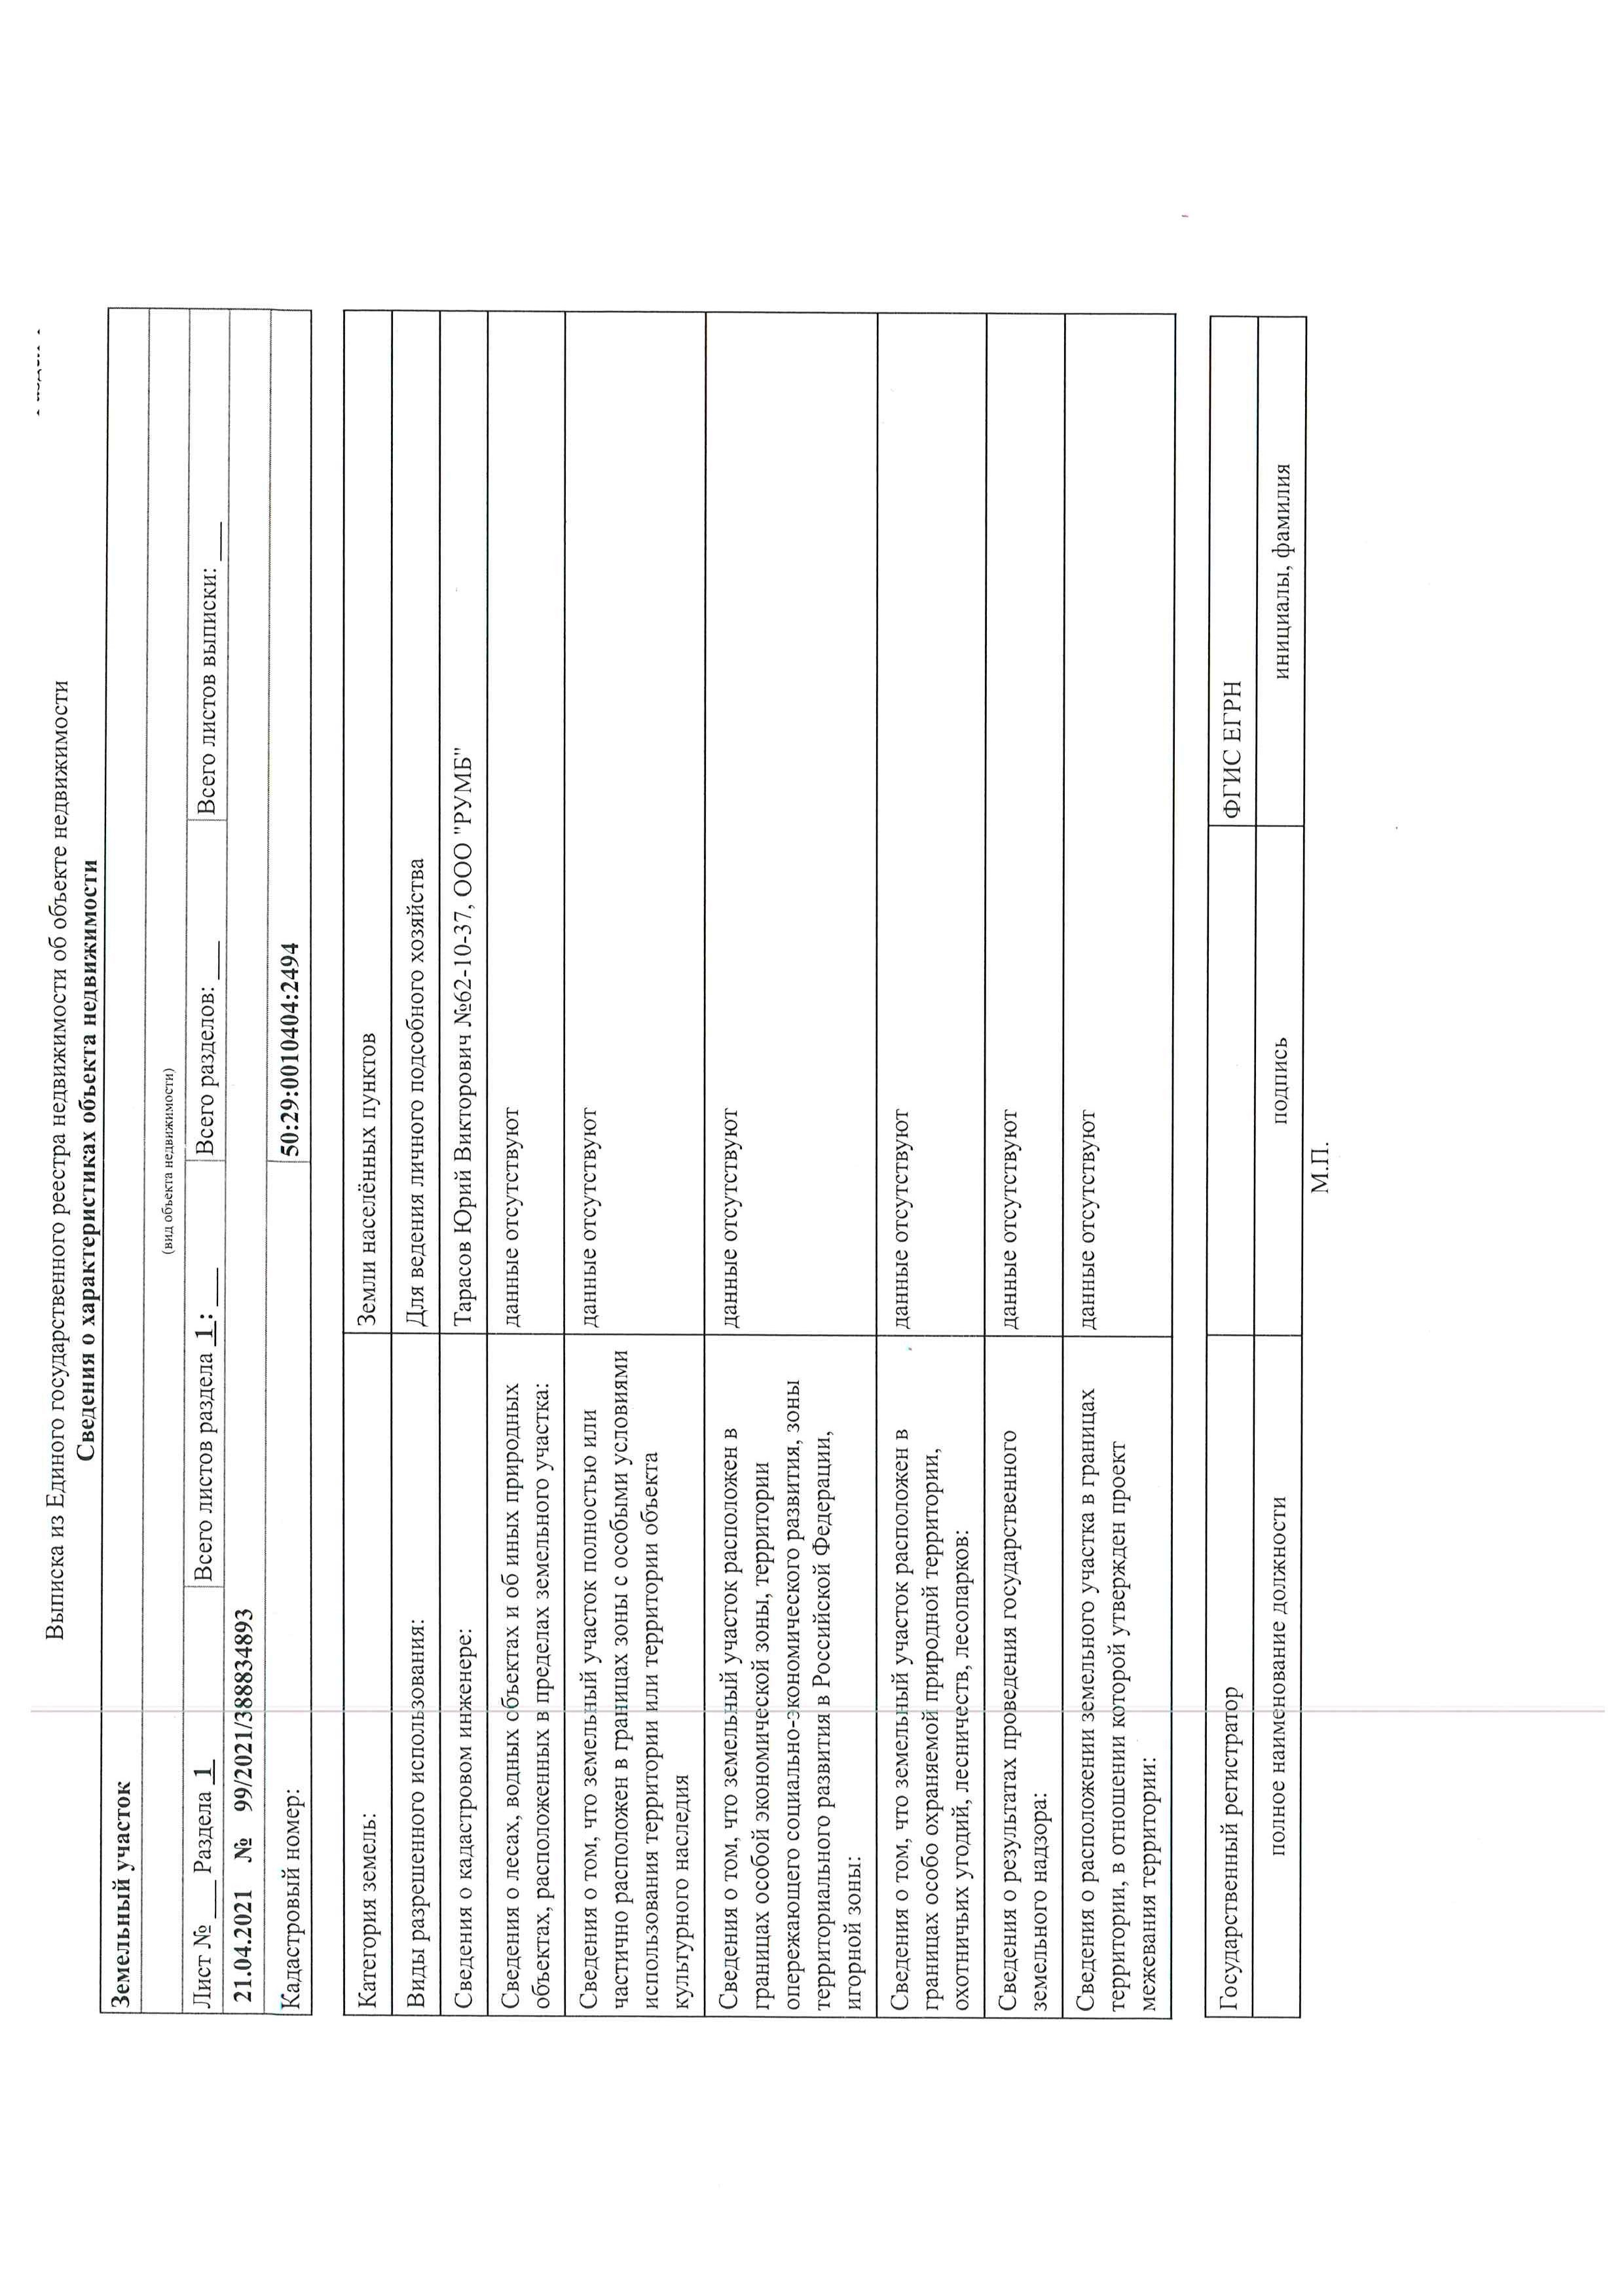 Выписка из Единого государственного реестра недвижимости об объекте недвижимости
Сведения о характеристиках объекта недвижимости
Земельный участок
(вид объекта недвижимости)
Лист № ___ Раздела 1 Всего листов раздела 1 : ___ Всего разделов: ___ Всего листов выписки: ___
21.04.2021 № 99/2021/388834893
Кадастровый номер: 50:29:0010404:2494
Категория земель: Земли населённых пунктов
Виды разрешенного использования: Для ведения личного подсобного хозяйства
Сведения о кадастровом инженере: Тарасов Юрий Викторович №62-10-37, ООО "РУМБ"
Сведения о лесах, водных объектах и об иных природных
объектах, расположенных в пределах земельного участка:
данные отсутствуют
Сведения о том, что земельный участок полностью или
частично расположен в границах зоны с особыми условиями
использования территории или территории объекта
культурного наследия
данные отсутствуют
Сведения о том, что земельный участок расположен в
границах особой экономической зоны, территории
опережающего социально-экономического развития, зоны
территориального развития в Российской Федерации,
игорной зоны:
данные отсутствуют
Сведения о том, что земельный участок расположен в
границах особо охраняемой природной территории,
охотничьих угодий, лесничеств, лесопарков:
данные отсутствуют
Сведения о результатах проведения государственного
земельного надзора:
данные отсутствуют
Сведения о расположении земельного участка в границах
территории, в отношении которой утвержден проект
межевания территории:
данные отсутствуют
Государственный регистратор ФГИС ЕГРН
полное наименование должности подпись инициалы, фамилия
М.П.